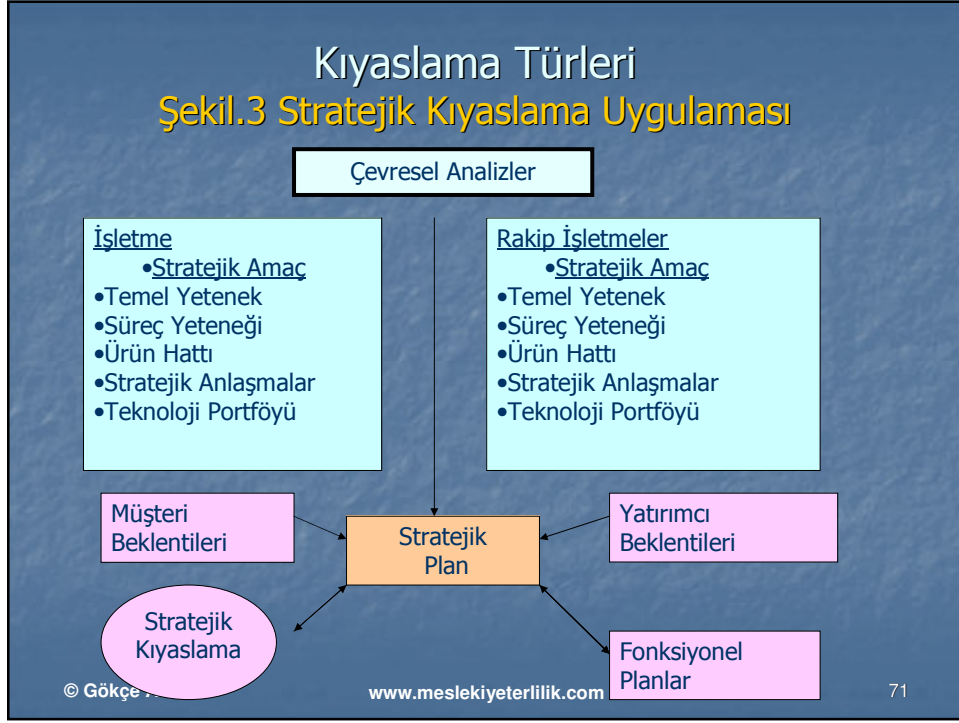 Kıyaslama Türleri
Şekil.3 Stratejik Kıyaslama Uygulaması
Çevresel Analizler
İşletme
•Stratejik Amaç
•Temel Yetenek
•Süreç Yeteneği
•Ürün Hattı
•Stratejik Anlaşmalar
•Teknoloji Portföyü
Rakip İşletmeler
•Stratejik Amaç
•Temel Yetenek
•Süreç Yeteneği
•Ürün Hattı
•Stratejik Anlaşmalar
•Teknoloji Portföyü
Müşteri
Beklentileri
Stratejik
Plan
Yatırımcı
Beklentileri
Stratejik
Kıyaslama
Fonksiyonel
Planlar
© Gökçe
www.meslekiyeterlilik.com
71